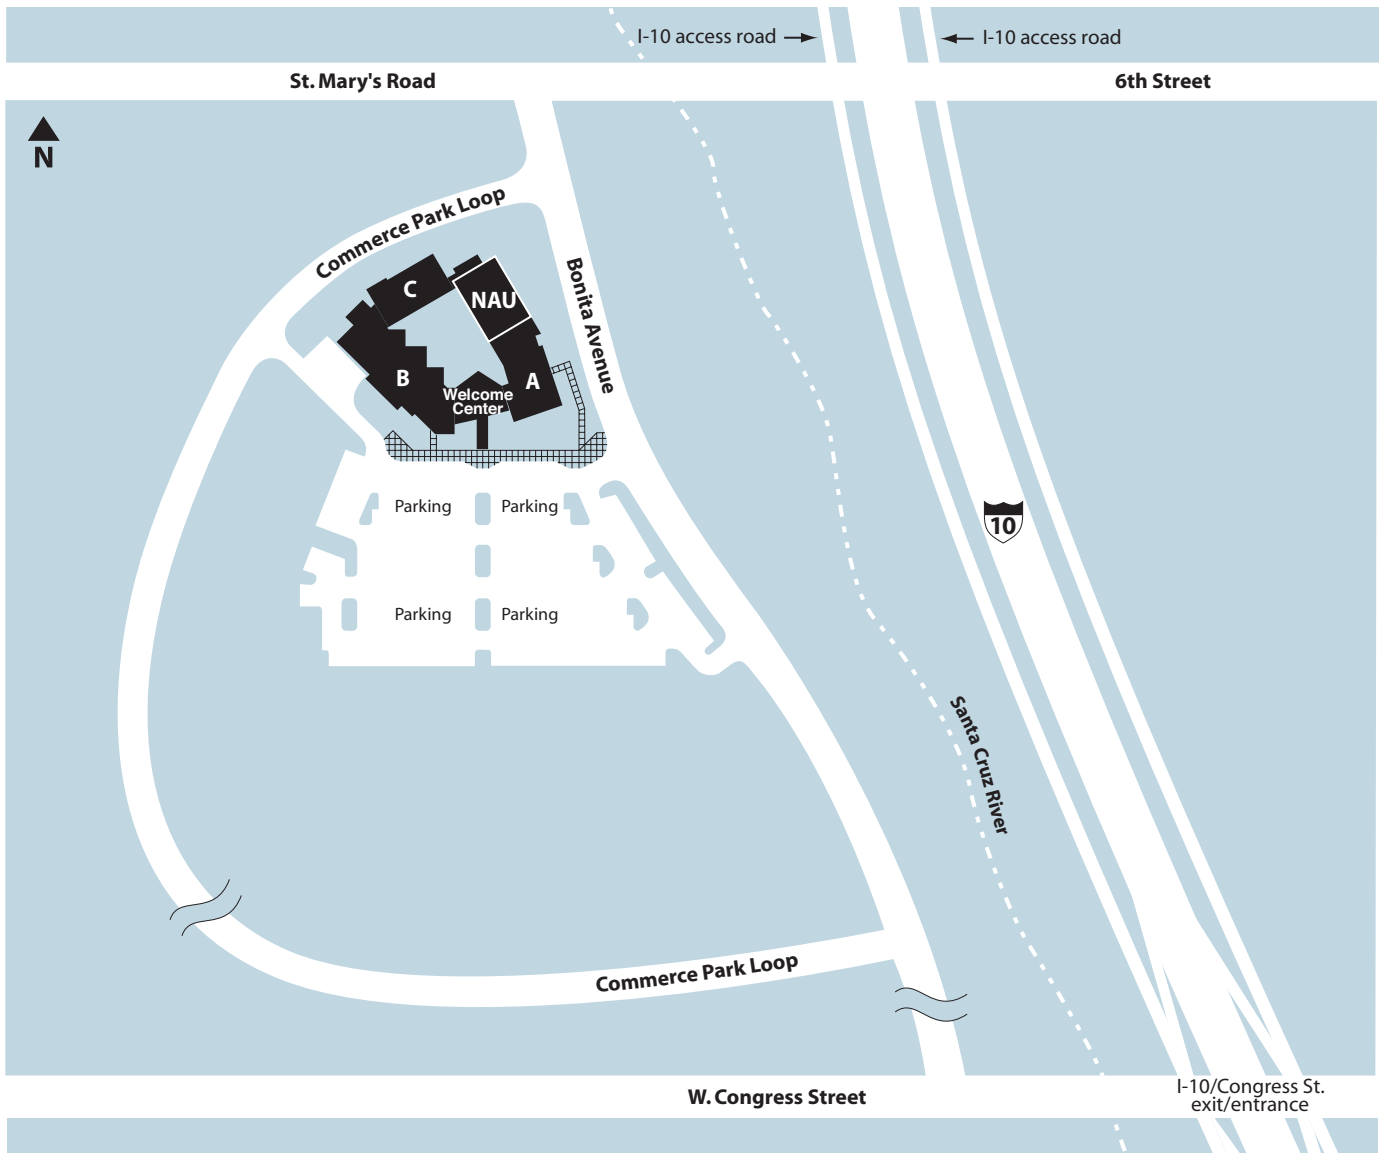 I-10 access road
I-10 access road
St. Mary's Road
6th Street
N
Commerce Park Loop
Bonita Avenue
C
NAU
B
A
Welcome
Center
Parking
Parking
10
Parking
Parking
Santa Cruz River
Commerce Park Loop
W. Congress Street
I-10/Congress St.
exit/entrance